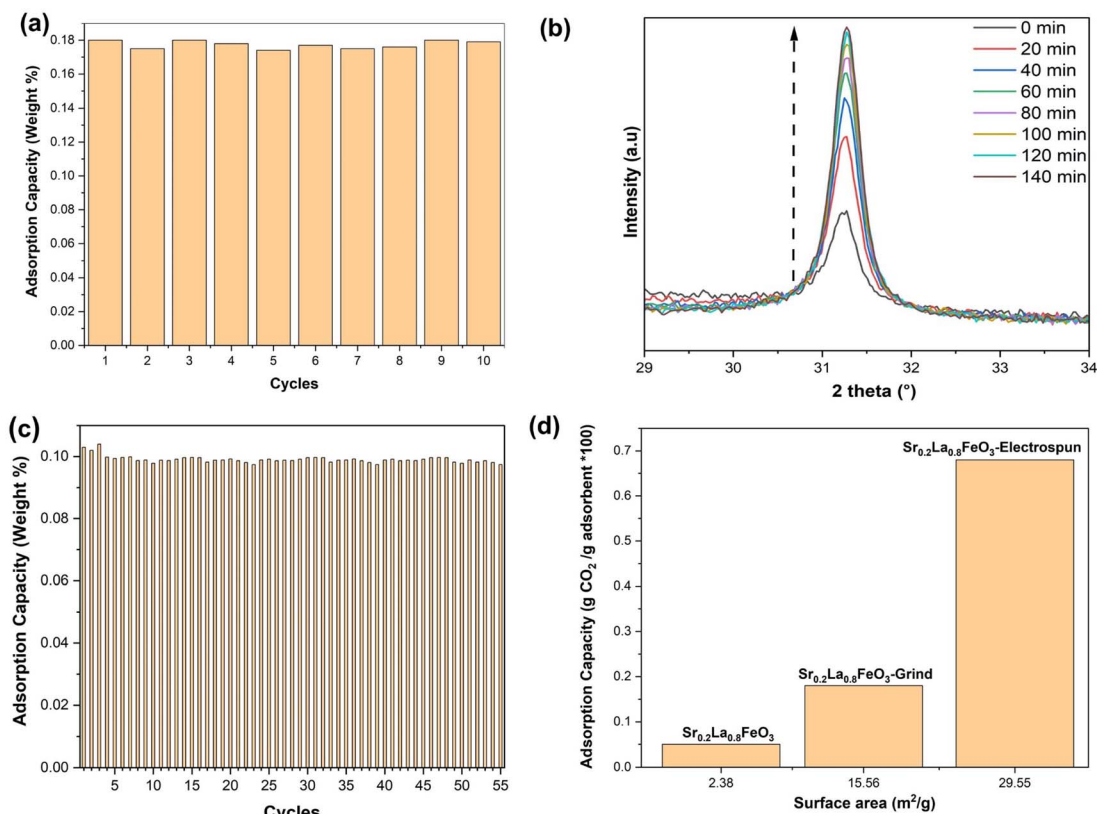 (a)
Adsorption Capacity (Weight %)
0.18
0.16
0.14
0.12
0.10
0.08
0.06
0.04
0.02
0.00
1 2 3 4 5 6 7 8 9 10
Cycles
(b)
Intensity (a.u)
0 min
20 min
40 min
60 min
80 min
100 min
120 min
140 min
29 30 31 32 33 34
2 theta (°)
(c)
Adsorption Capacity (Weight %)
0.10
0.08
0.06
0.04
0.02
0.00
5 10 15 20 25 30 35 40 45 50 55
Cycles
(d)
Adsorption Capacity (g CO₂ /g adsorbent *100)
0.7
0.6
0.5
0.4
0.3
0.2
0.1
0.0
Sr₀.₂La₀.₈FeO₃-Electrospun
Sr₀.₂La₀.₈FeO₃-Grind
Sr₀.₂La₀.₈FeO₃
2.38 15.56 29.55
Surface area (m²/g)